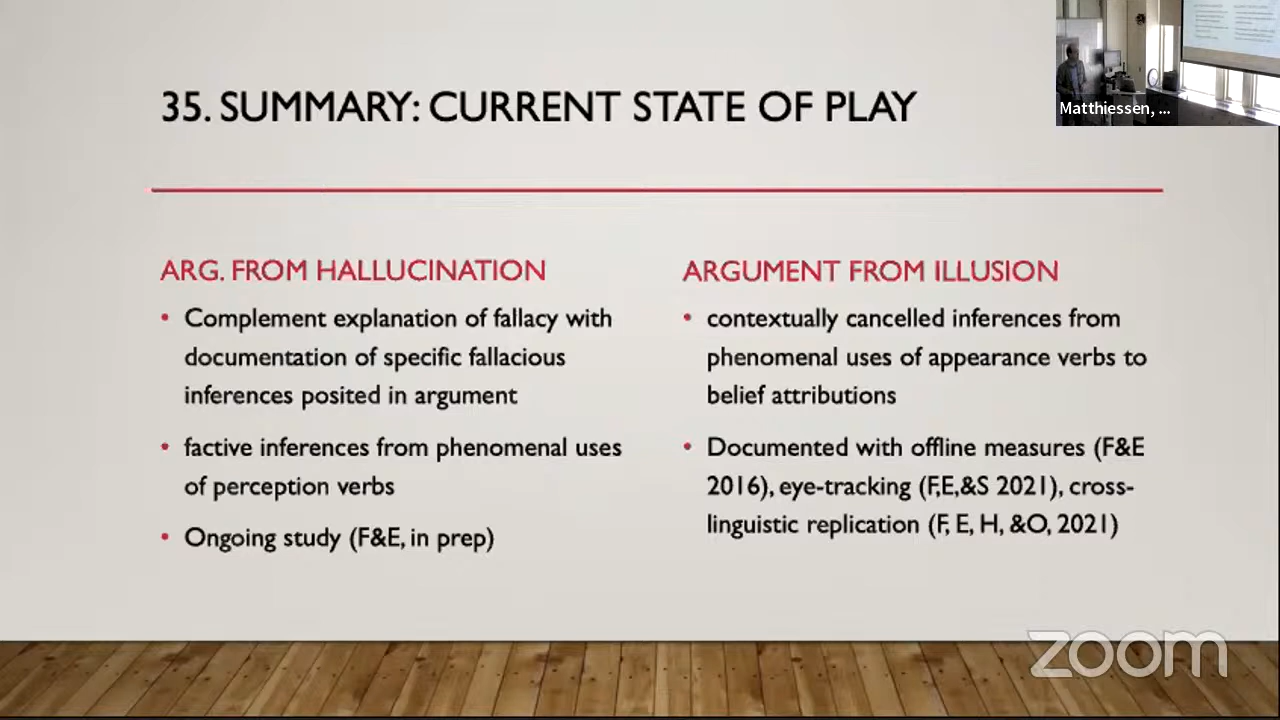 35. SUMMARY: CURRENT STATE OF PLAY
Matthiessen, ...
ARG. FROM HALLUCINATION
• Complement explanation of fallacy with
documentation of specific fallacious
inferences posited in argument
• factive inferences from phenomenal uses
of perception verbs
• Ongoing study (F&E, in prep)
ARGUMENT FROM ILLUSION
• contextually cancelled inferences from
phenomenal uses of appearance verbs to
belief attributions
• Documented with offline measures (F&E
2016), eye-tracking (F,E,&S 2021), cross-
linguistic replication (F, E, H, &O, 2021)
zoom